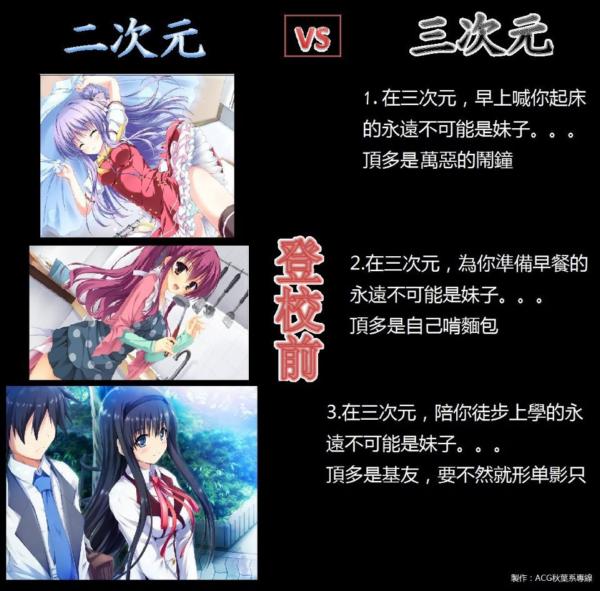 二次元
VS
三次元
1.在三次元，早上喊你起床
的永遠不可能是妹子。。。
頂多是萬惡的鬧鐘
登校前
2.在三次元，為你準備早餐的
永遠不可能是妹子。。。
頂多是自己啃麵包
3.在三次元，陪你徒步上學的永
遠不可能是妹子。。。
頂多是基友，要不然就形单影只
製作：ACG秋葉系專線